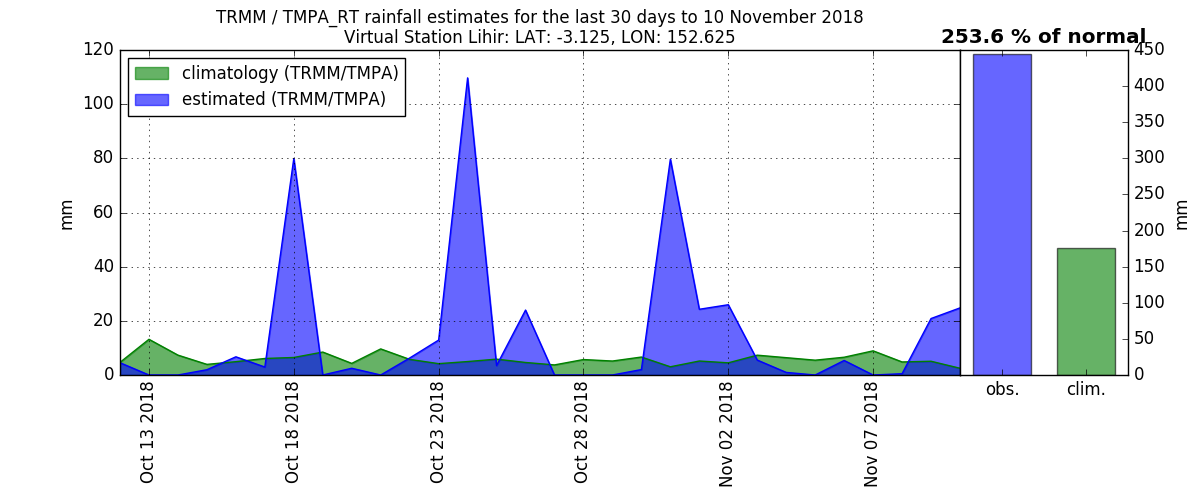 TRMM / TMPA_RT rainfall estimates for the last 30 days to 10 November 2018
Virtual Station Lihir: LAT: -3.125, LON: 152.625
253.6 % of normal
climatology (TRMM/TMPA)
estimated (TRMM/TMPA)
120
100
80
60
40
20
0
mm
Oct 13 2018
Oct 18 2018
Oct 23 2018
Oct 28 2018
Nov 02 2018
Nov 07 2018
obs.
clim.
450
400
350
300
250
200
150
100
50
0
mm